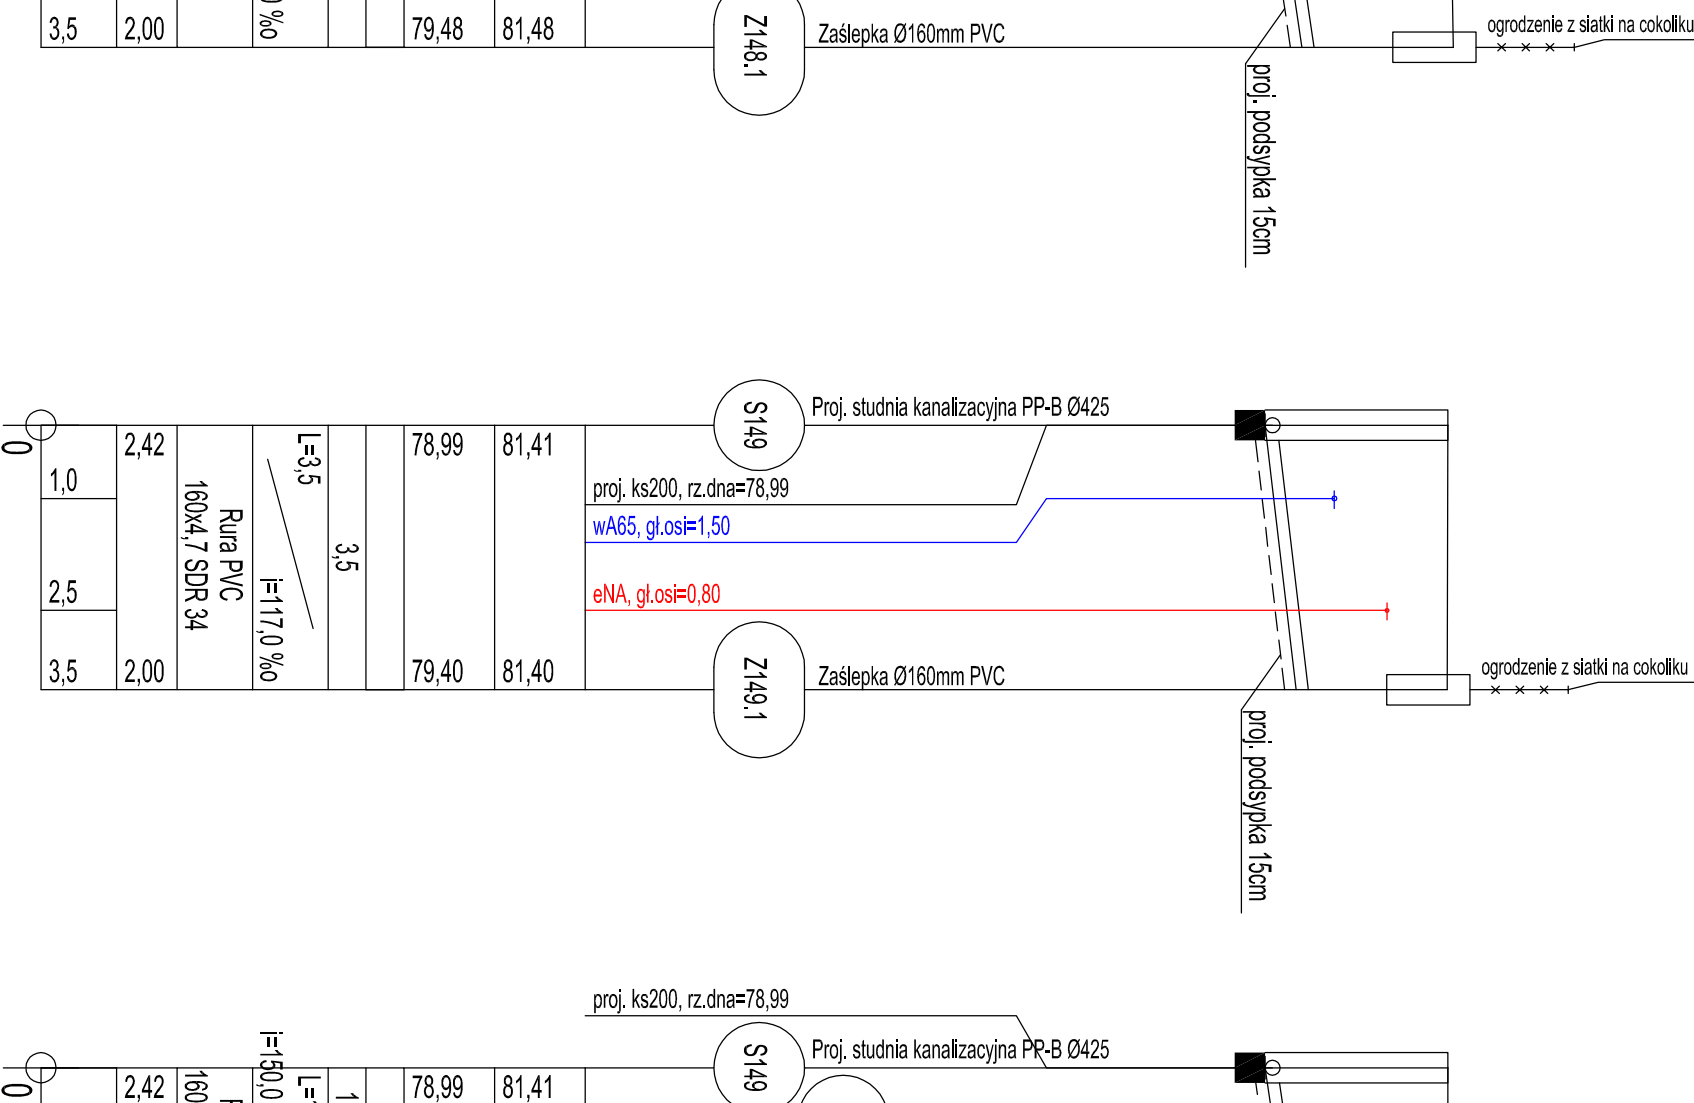 3,5
2,00
%o
79,48
81,48
Z148.1
Zaślepka Ø160mm PVC
ogrodzenie z siatki na cokoliku
proj. podsypka 15cm
S149
Proj. studnia kanalizacyjna PP-B Ø425
0
1,0
2,5
3,5
2,42
2,00
Rura PVC
160x4,7 SDR 34
L=3,5
i=117,0 %o
3,5
78,99
79,40
81,41
81,40
proj. ks200, rz.dna=78,99
wA65, gł.osi=1,50
eNA, gł.osi=0,80
Z149.1
Zaślepka Ø160mm PVC
ogrodzenie z siatki na cokoliku
proj. podsypka 15cm
proj. ks200, rz.dna=78,99
S149
Proj. studnia kanalizacyjna PP-B Ø425
0
2,42
160
i=150,0
L=
1
78,99
81,41